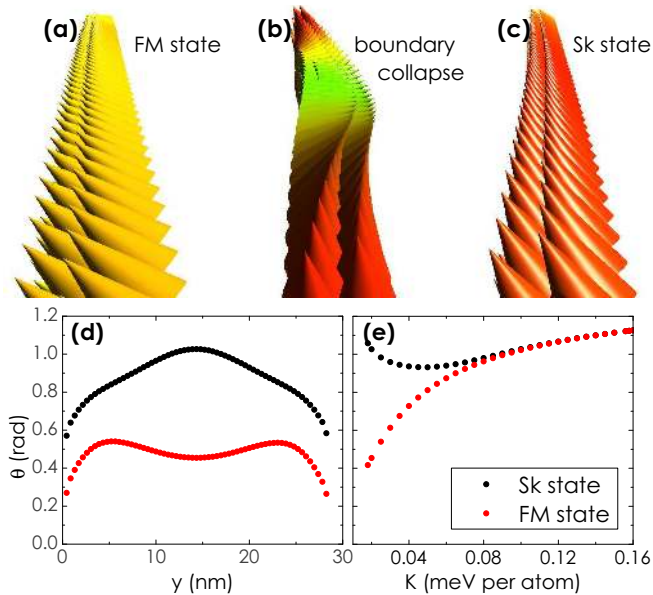 (a) FM state
(b) boundary collapse
(c) Sk state
(d)
1.2
1.0
0.8
0.6
0.4
0.2
0.0
θ (rad)
0 10 20 30
y (nm)
(e)
Sk state
FM state
0.04 0.08 0.12 0.16
K (meV per atom)